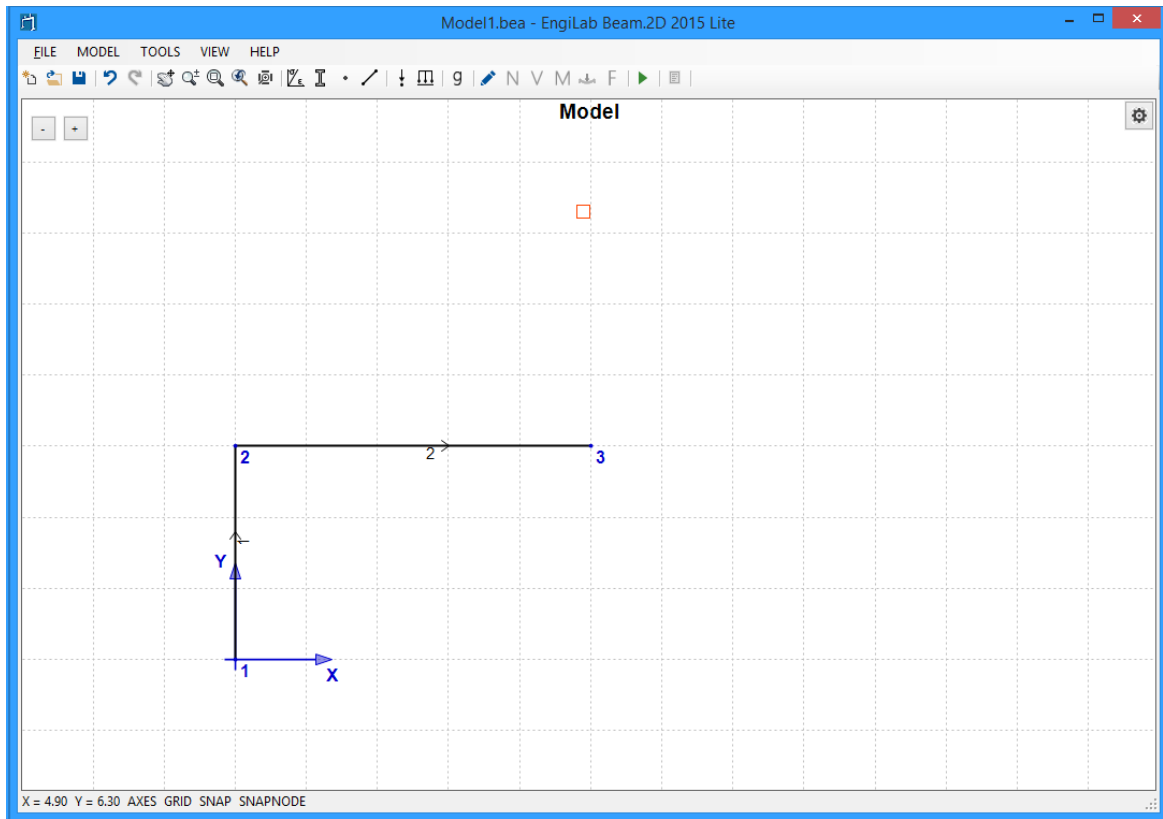 Model1.bea - EngiLab Beam.2D 2015 Lite
FILE MODEL TOOLS VIEW HELP
σ/ε g N V M F
Model
- +
2 2 3
1
Y
1 X
X = 4.90 Y = 6.30 AXES GRID SNAP SNAPNODE